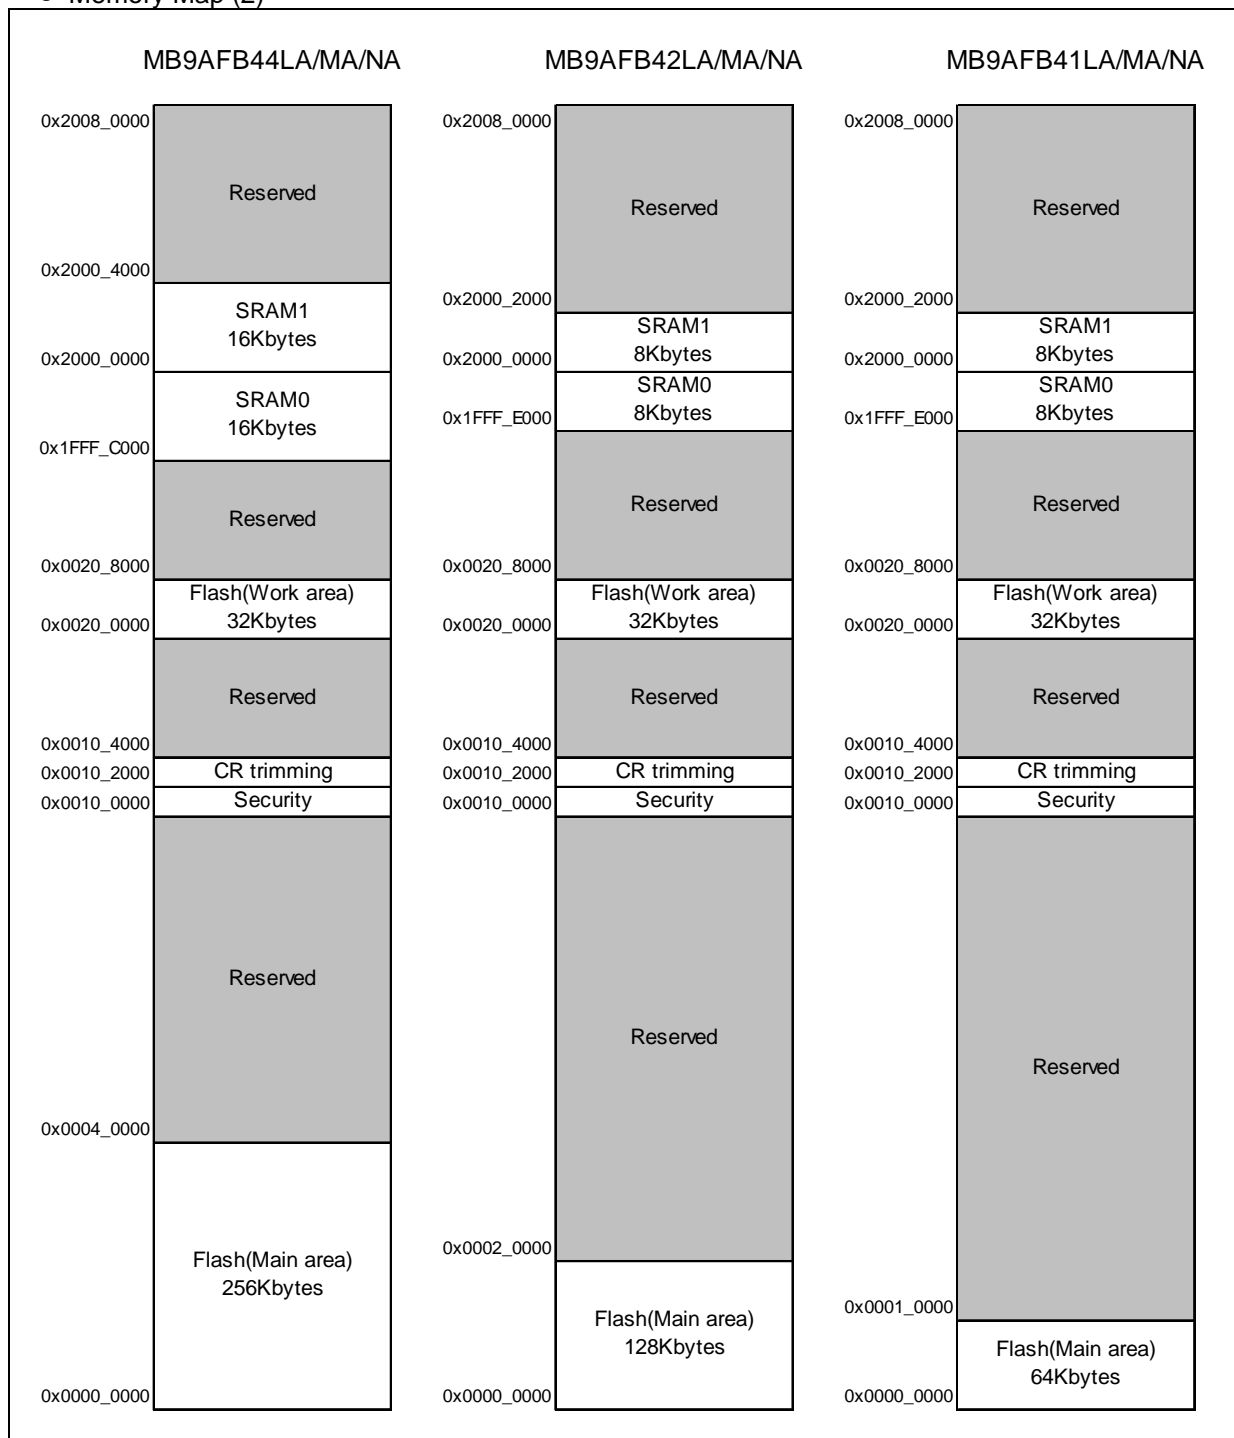 • Memory Map (2)
MB9AFB44LA/MA/NA
0x2008_0000
Reserved
0x2000_4000
SRAM1
16Kbytes
0x2000_0000
SRAM0
16Kbytes
0x1FFF_C000
Reserved
0x0020_8000
Flash(Work area)
32Kbytes
0x0020_0000
Reserved
0x0010_4000
CR trimming
0x0010_2000
Security
0x0010_0000
Reserved
0x0004_0000
Flash(Main area)
256Kbytes
0x0000_0000
MB9AFB42LA/MA/NA
0x2008_0000
Reserved
0x2000_2000
SRAM1
8Kbytes
0x2000_0000
SRAM0
8Kbytes
0x1FFF_E000
Reserved
0x0020_8000
Flash(Work area)
32Kbytes
0x0020_0000
Reserved
0x0010_4000
CR trimming
0x0010_2000
Security
0x0010_0000
Reserved
0x0002_0000
Flash(Main area)
128Kbytes
0x0000_0000
MB9AFB41LA/MA/NA
0x2008_0000
Reserved
0x2000_2000
SRAM1
8Kbytes
0x2000_0000
SRAM0
8Kbytes
0x1FFF_E000
Reserved
0x0020_8000
Flash(Work area)
32Kbytes
0x0020_0000
Reserved
0x0010_4000
CR trimming
0x0010_2000
Security
0x0010_0000
Reserved
0x0001_0000
Flash(Main area)
64Kbytes
0x0000_0000